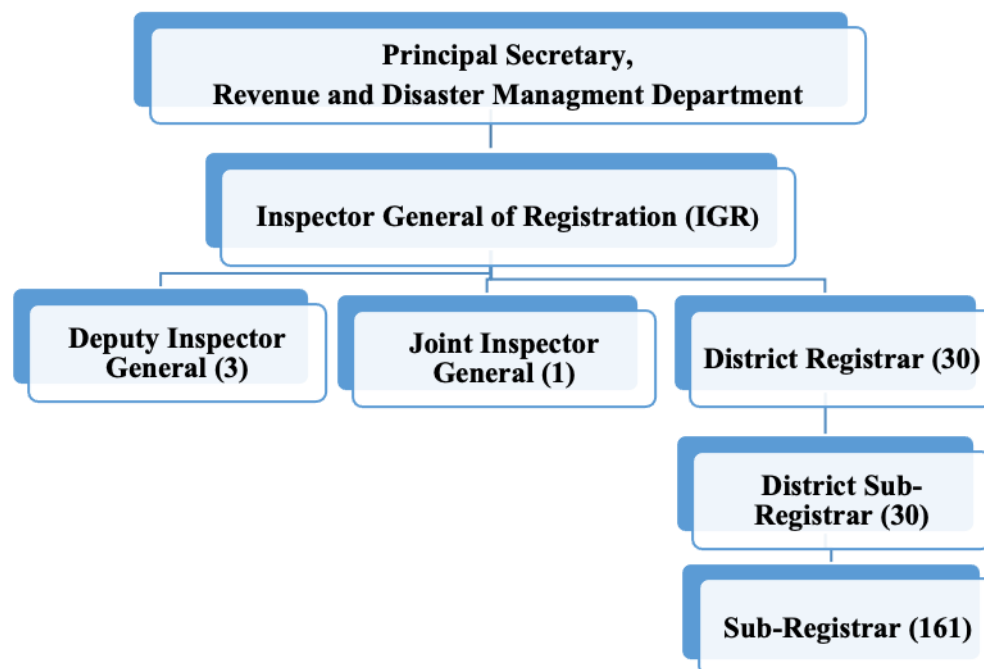 Principal Secretary,
Revenue and Disaster Managment Department
Inspector General of Registration (IGR)
Deputy Inspector
General (3)
Joint Inspector
General (1)
District Registrar (30)
District Sub-
Registrar (30)
Sub-Registrar (161)